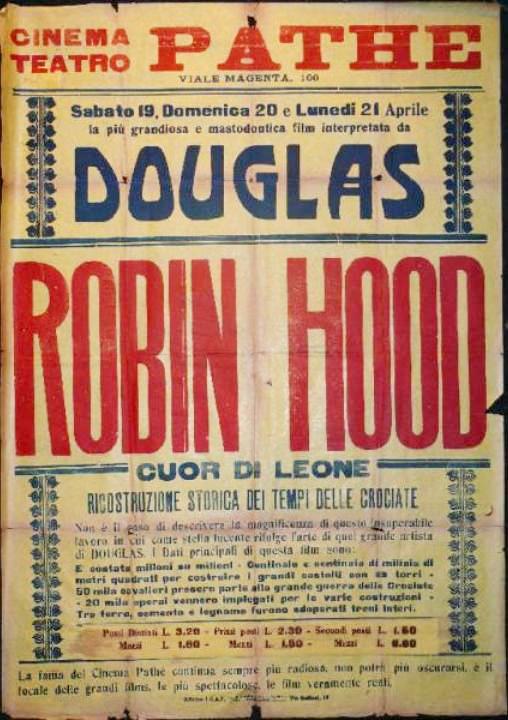 CINEMA
TEATRO
PATHE
VIALE MAGENTA, 100
Sabato 19, Domenica 20 e Lunedi 21 Aprile
la più grandiosa e mastodontica film interpretata da
DOUGLAS
ROBIN HOOD
CUOR DI LEONE
RICOSTRUZIONE STORICA DEI TEMPI DELLE CROCIATE
Non è il caso di descrivere la magnificenza di questo insuperabile
lavoro in cui come stella lucente rifulge l'arte di quel grande artista
di DOUGLAS. I Dati principali di questa film sono:
E costata milioni su milioni - Centinaia e centinaia di migliaia di
metri quadrati per costruire i grandi castelli con 22 torri -
50 mila cavalieri presero parte alla grande guerra delle Crociate
- 20 mila operai vennero impiegati per le varie costruzioni -
Tra terra, cemento e legname furono adoperati treni interi.
Posti Distinti L. 3.20 - Primi posti L. 2.30 - Secondi posti L. 1.60
Mezzi L. 1.60 - Mezzi L. 1.50 - Mezzi L. 0.80
La fama del Cinema Pathè continua sempre più radiosa, non potrà più oscurarsi, è il
locale delle grandi films, le più spettacolose, le film veramente reali.